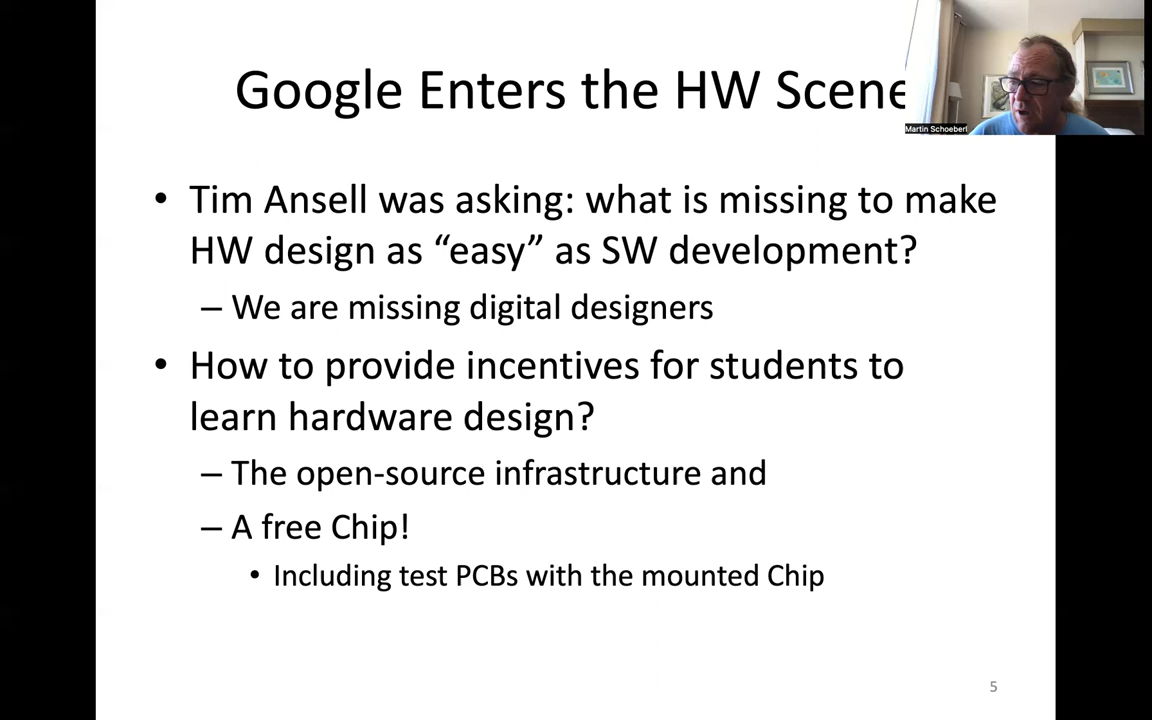 Google Enters the HW Scene
Martin Schoeberl
• Tim Ansell was asking: what is missing to make
HW design as “easy” as SW development?
– We are missing digital designers
• How to provide incentives for students to
learn hardware design?
– The open-source infrastructure and
– A free Chip!
• Including test PCBs with the mounted Chip
5